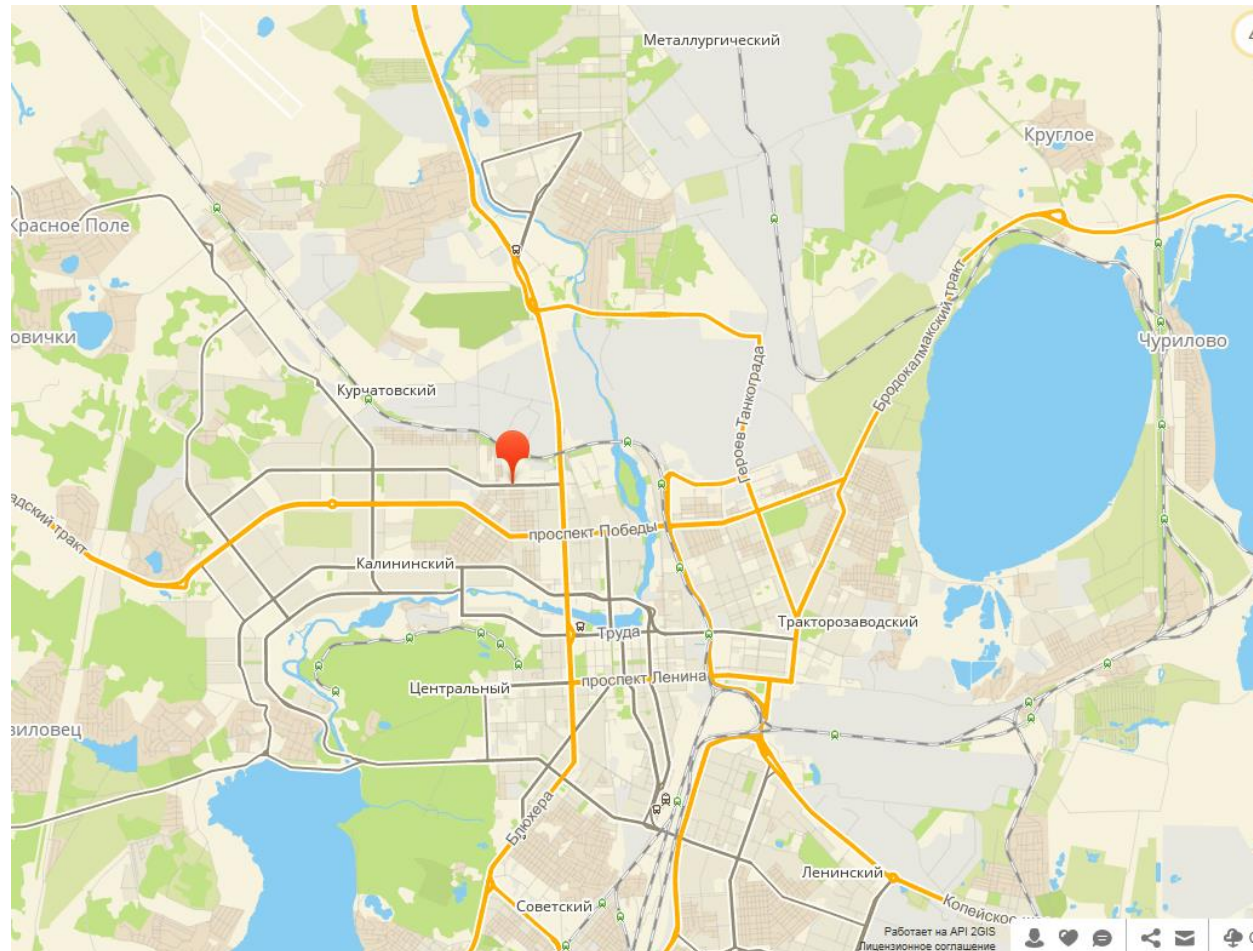 Металлургический
Круглое
Красное Поле
Бродокалмакский тракт
овички
Чурилово
Героев Танкограда
Курчатовский
проспект Победы
адский тракт
Калининский
Тракторозаводский
Труда
проспект Ленина
Центральный
зиловец
Блюхера
Ленинский
Советский
Копейское
Работает на API 2GIS
Лицензионное соглашение